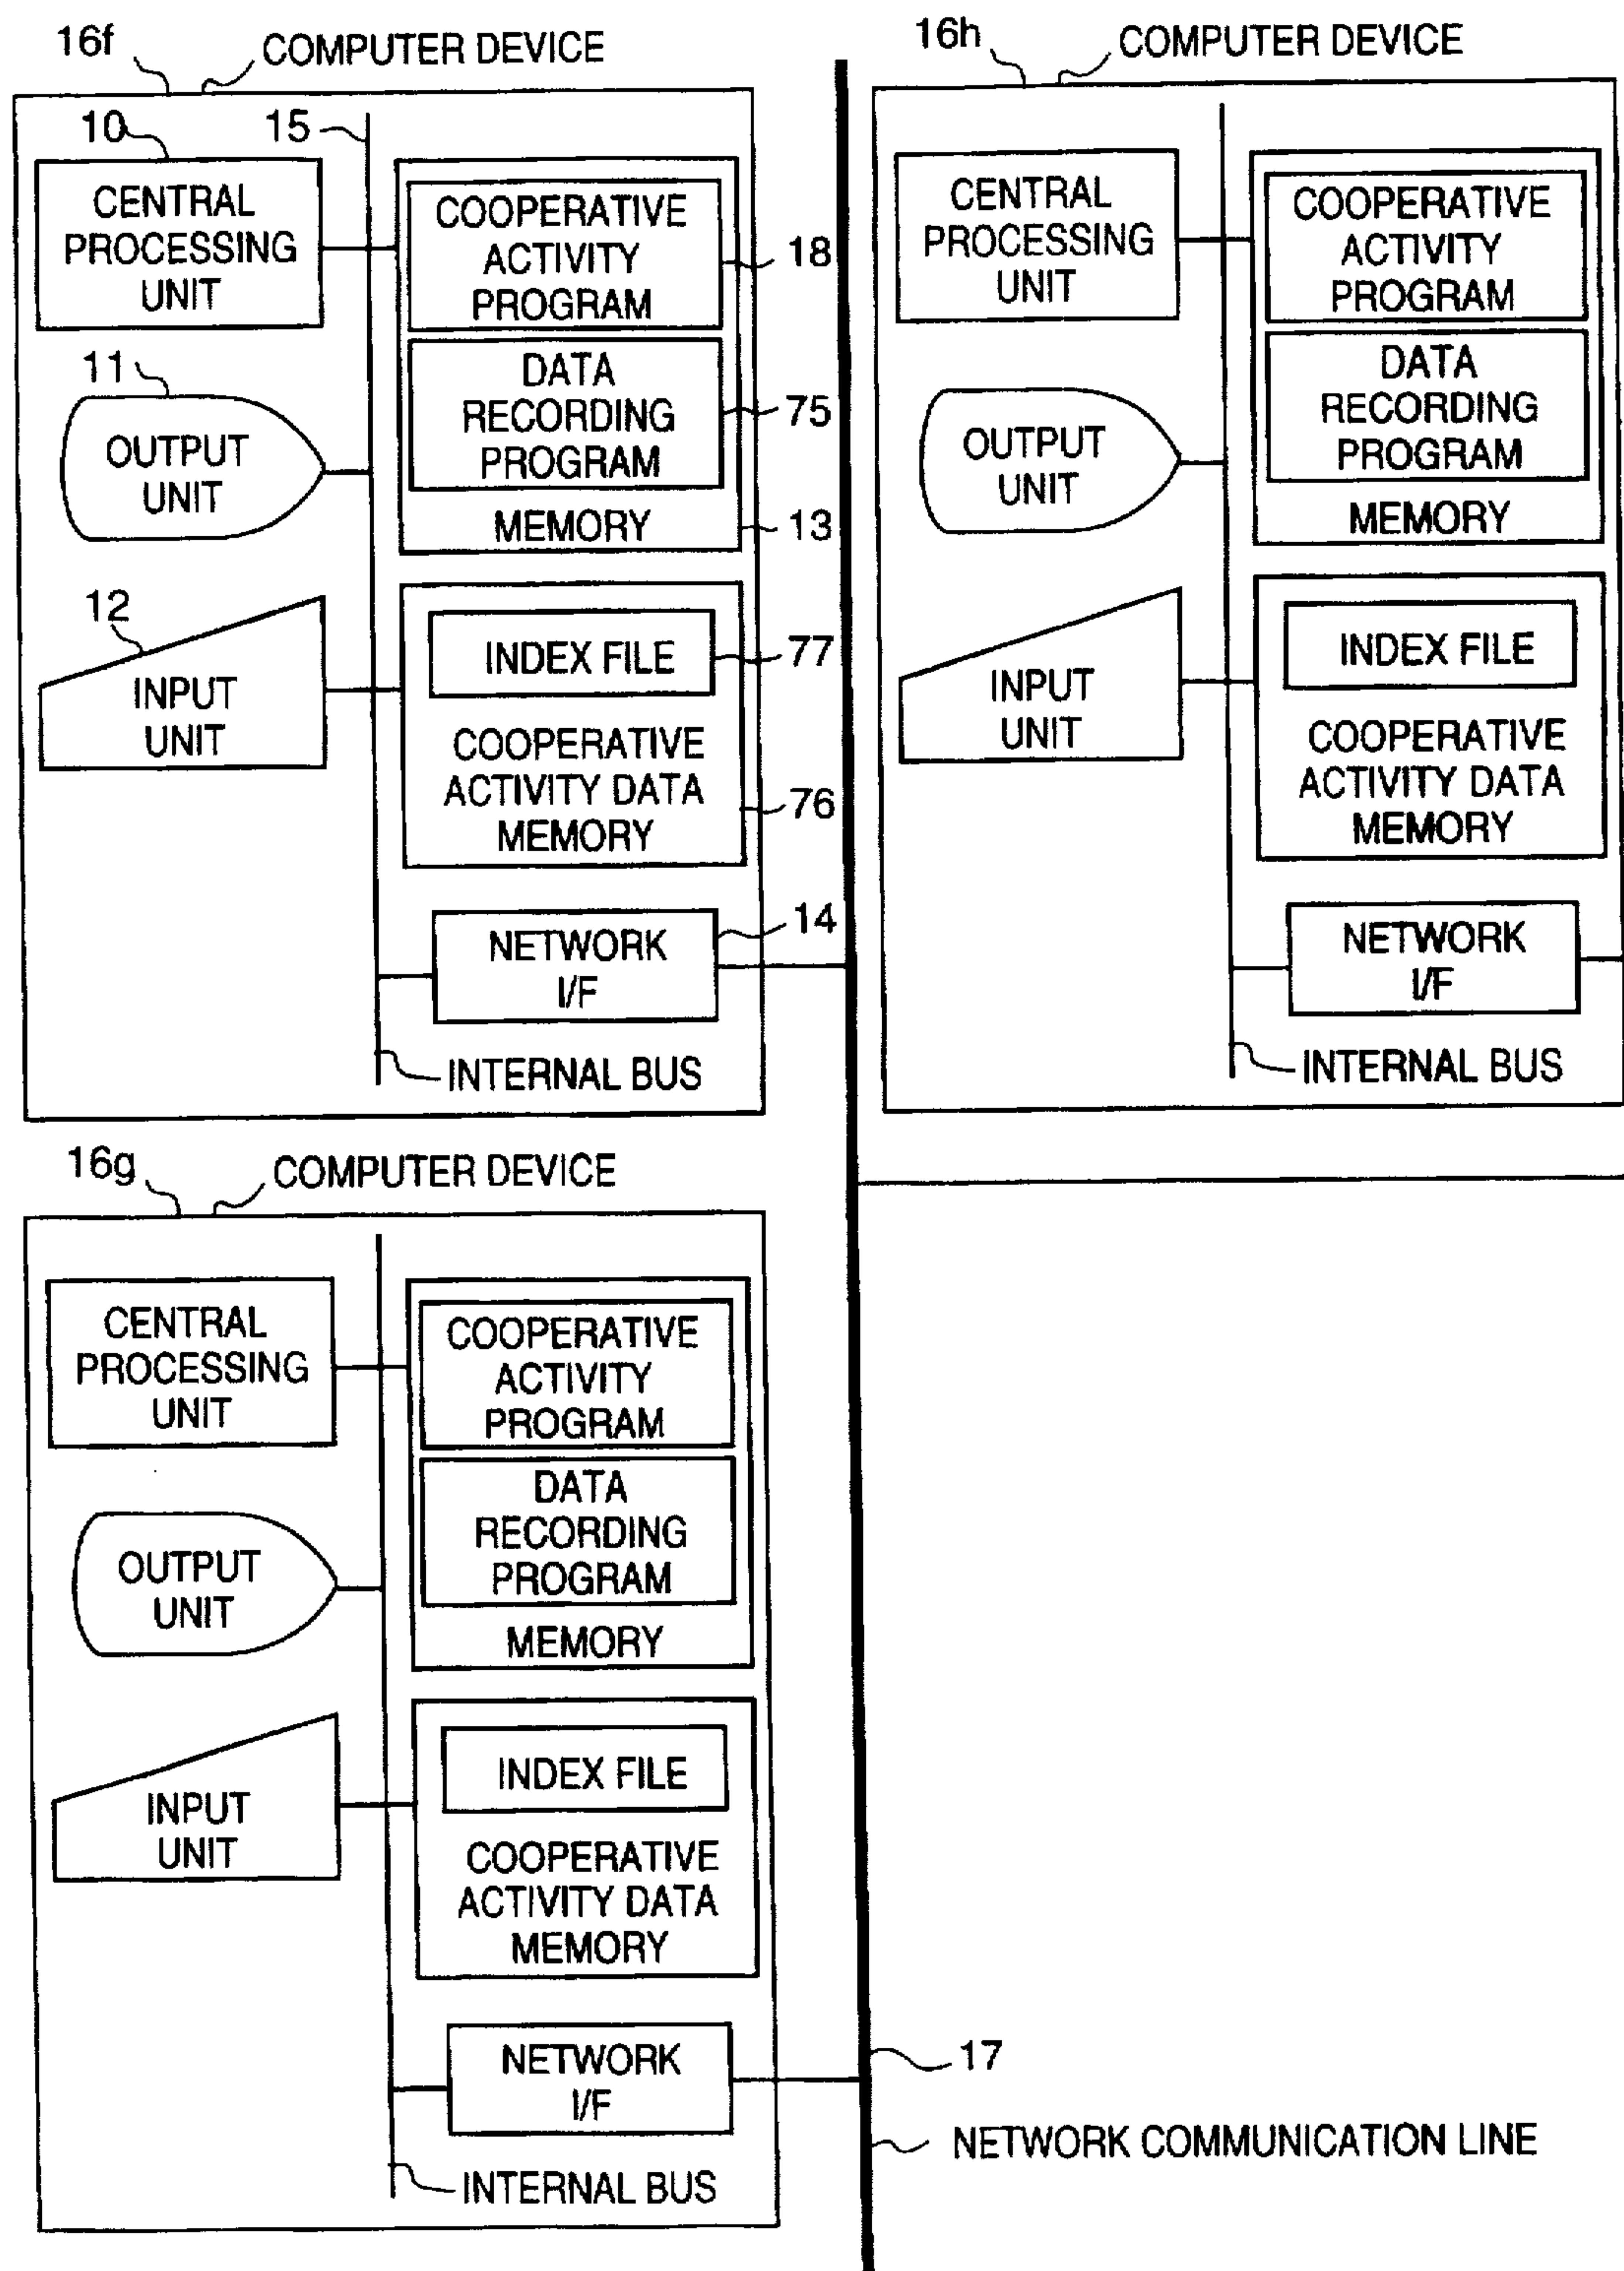 16f
COMPUTER DEVICE
10
15
CENTRAL
PROCESSING
UNIT
COOPERATIVE
ACTIVITY
PROGRAM
18
11
OUTPUT
UNIT
DATA
RECORDING
PROGRAM
75
MEMORY
13
12
INPUT
UNIT
INDEX FILE
77
COOPERATIVE
ACTIVITY DATA
MEMORY
76
NETWORK
I/F
14
INTERNAL BUS
16h
COMPUTER DEVICE
CENTRAL
PROCESSING
UNIT
COOPERATIVE
ACTIVITY
PROGRAM
OUTPUT
UNIT
DATA
RECORDING
PROGRAM
MEMORY
INPUT
UNIT
INDEX FILE
COOPERATIVE
ACTIVITY DATA
MEMORY
NETWORK
I/F
INTERNAL BUS
16g
COMPUTER DEVICE
CENTRAL
PROCESSING
UNIT
COOPERATIVE
ACTIVITY
PROGRAM
OUTPUT
UNIT
DATA
RECORDING
PROGRAM
MEMORY
INPUT
UNIT
INDEX FILE
COOPERATIVE
ACTIVITY DATA
MEMORY
NETWORK
I/F
INTERNAL BUS
17
NETWORK COMMUNICATION LINE